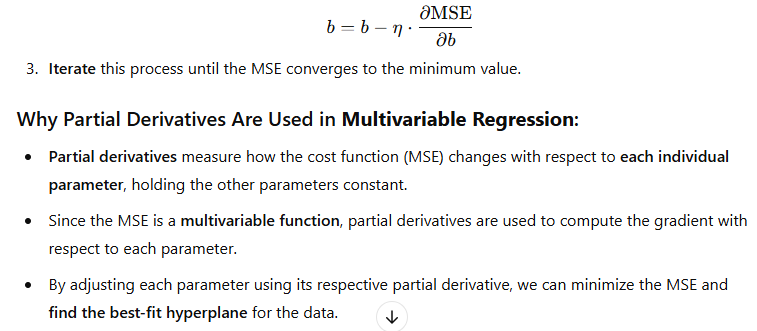 b = b − η · ∂MSE/∂b
3. Iterate this process until the MSE converges to the minimum value.
Why Partial Derivatives Are Used in Multivariable Regression:
• Partial derivatives measure how the cost function (MSE) changes with respect to each individual
parameter, holding the other parameters constant.
• Since the MSE is a multivariable function, partial derivatives are used to compute the gradient with
respect to each parameter.
• By adjusting each parameter using its respective partial derivative, we can minimize the MSE and
find the best-fit hyperplane for the data.